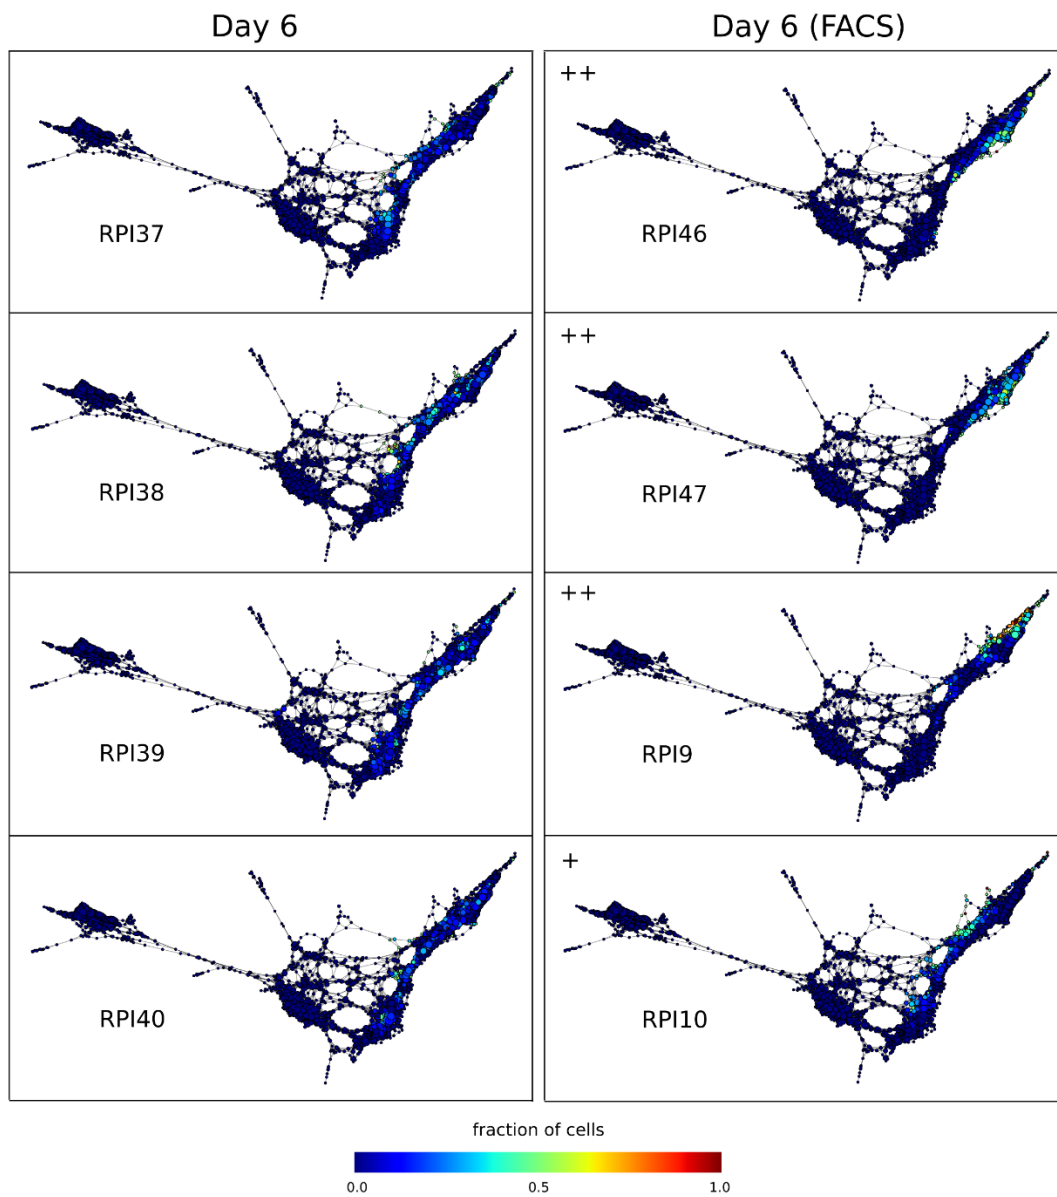 Day 6
Day 6 (FACS)
RPI37
++
RPI46
RPI38
++
RPI47
RPI39
++
RPI9
RPI40
+
RPI10
fraction of cells
0.0 0.5 1.0